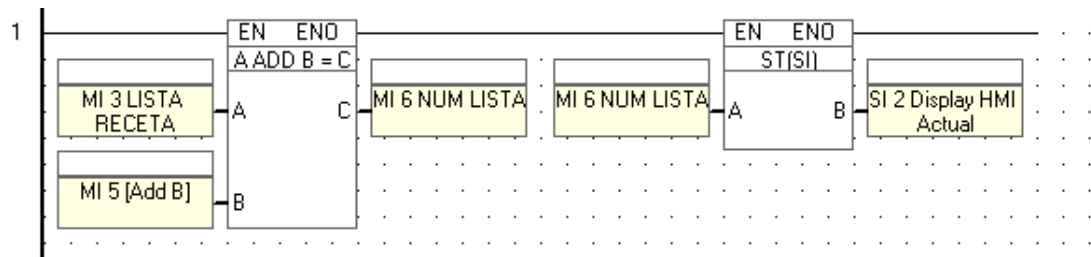 1
EN ENO
A ADD B = C
MI 3 LISTA
RECETA
A
C
MI 6 NUM LISTA
MI 5 [Add B]
B
MI 6 NUM LISTA
EN ENO
ST(SI)
A
B
SI 2 Display HMI
Actual